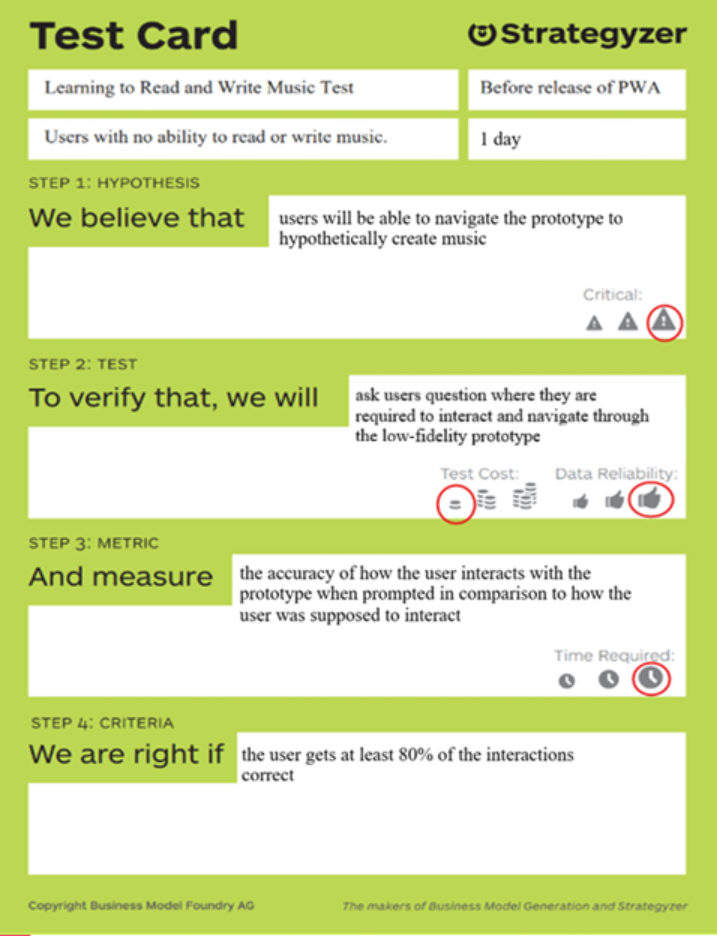 Test Card
Strategyzer
Learning to Read and Write Music Test
Before release of PWA
Users with no ability to read or write music.
1 day
STEP 1: HYPOTHESIS
We believe that
users will be able to navigate the prototype to
hypothetically create music
Critical:
STEP 2: TEST
To verify that, we will
ask users question where they are
required to interact and navigate through
the low-fidelity prototype
Test Cost:
Data Reliability:
STEP 3: METRIC
And measure
the accuracy of how the user interacts with the
prototype when prompted in comparison to how the
user was supposed to interact
Time Required:
STEP 4: CRITERIA
We are right if
the user gets at least 80% of the interactions
correct
Copyright Business Model Foundry AG
The makers of Business Model Generation and Strategyzer